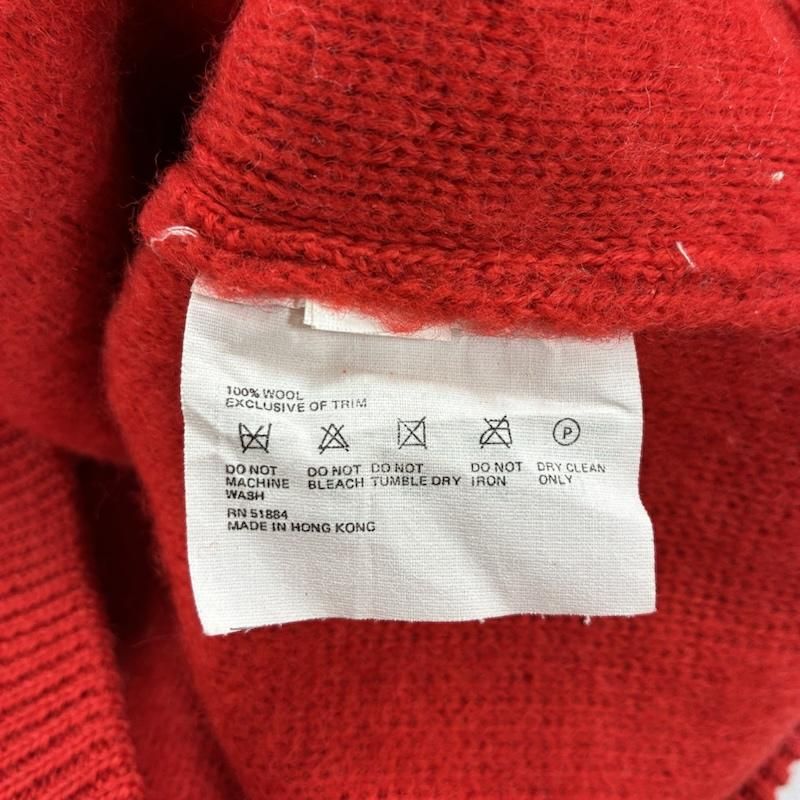 100% WOOL
EXCLUSIVE OF TRIM
P
DO NOT MACHINE WASH
DO NOT BLEACH
DO NOT TUMBLE DRY
DO NOT IRON
DRY CLEAN ONLY
RN 51884
MADE IN HONG KONG